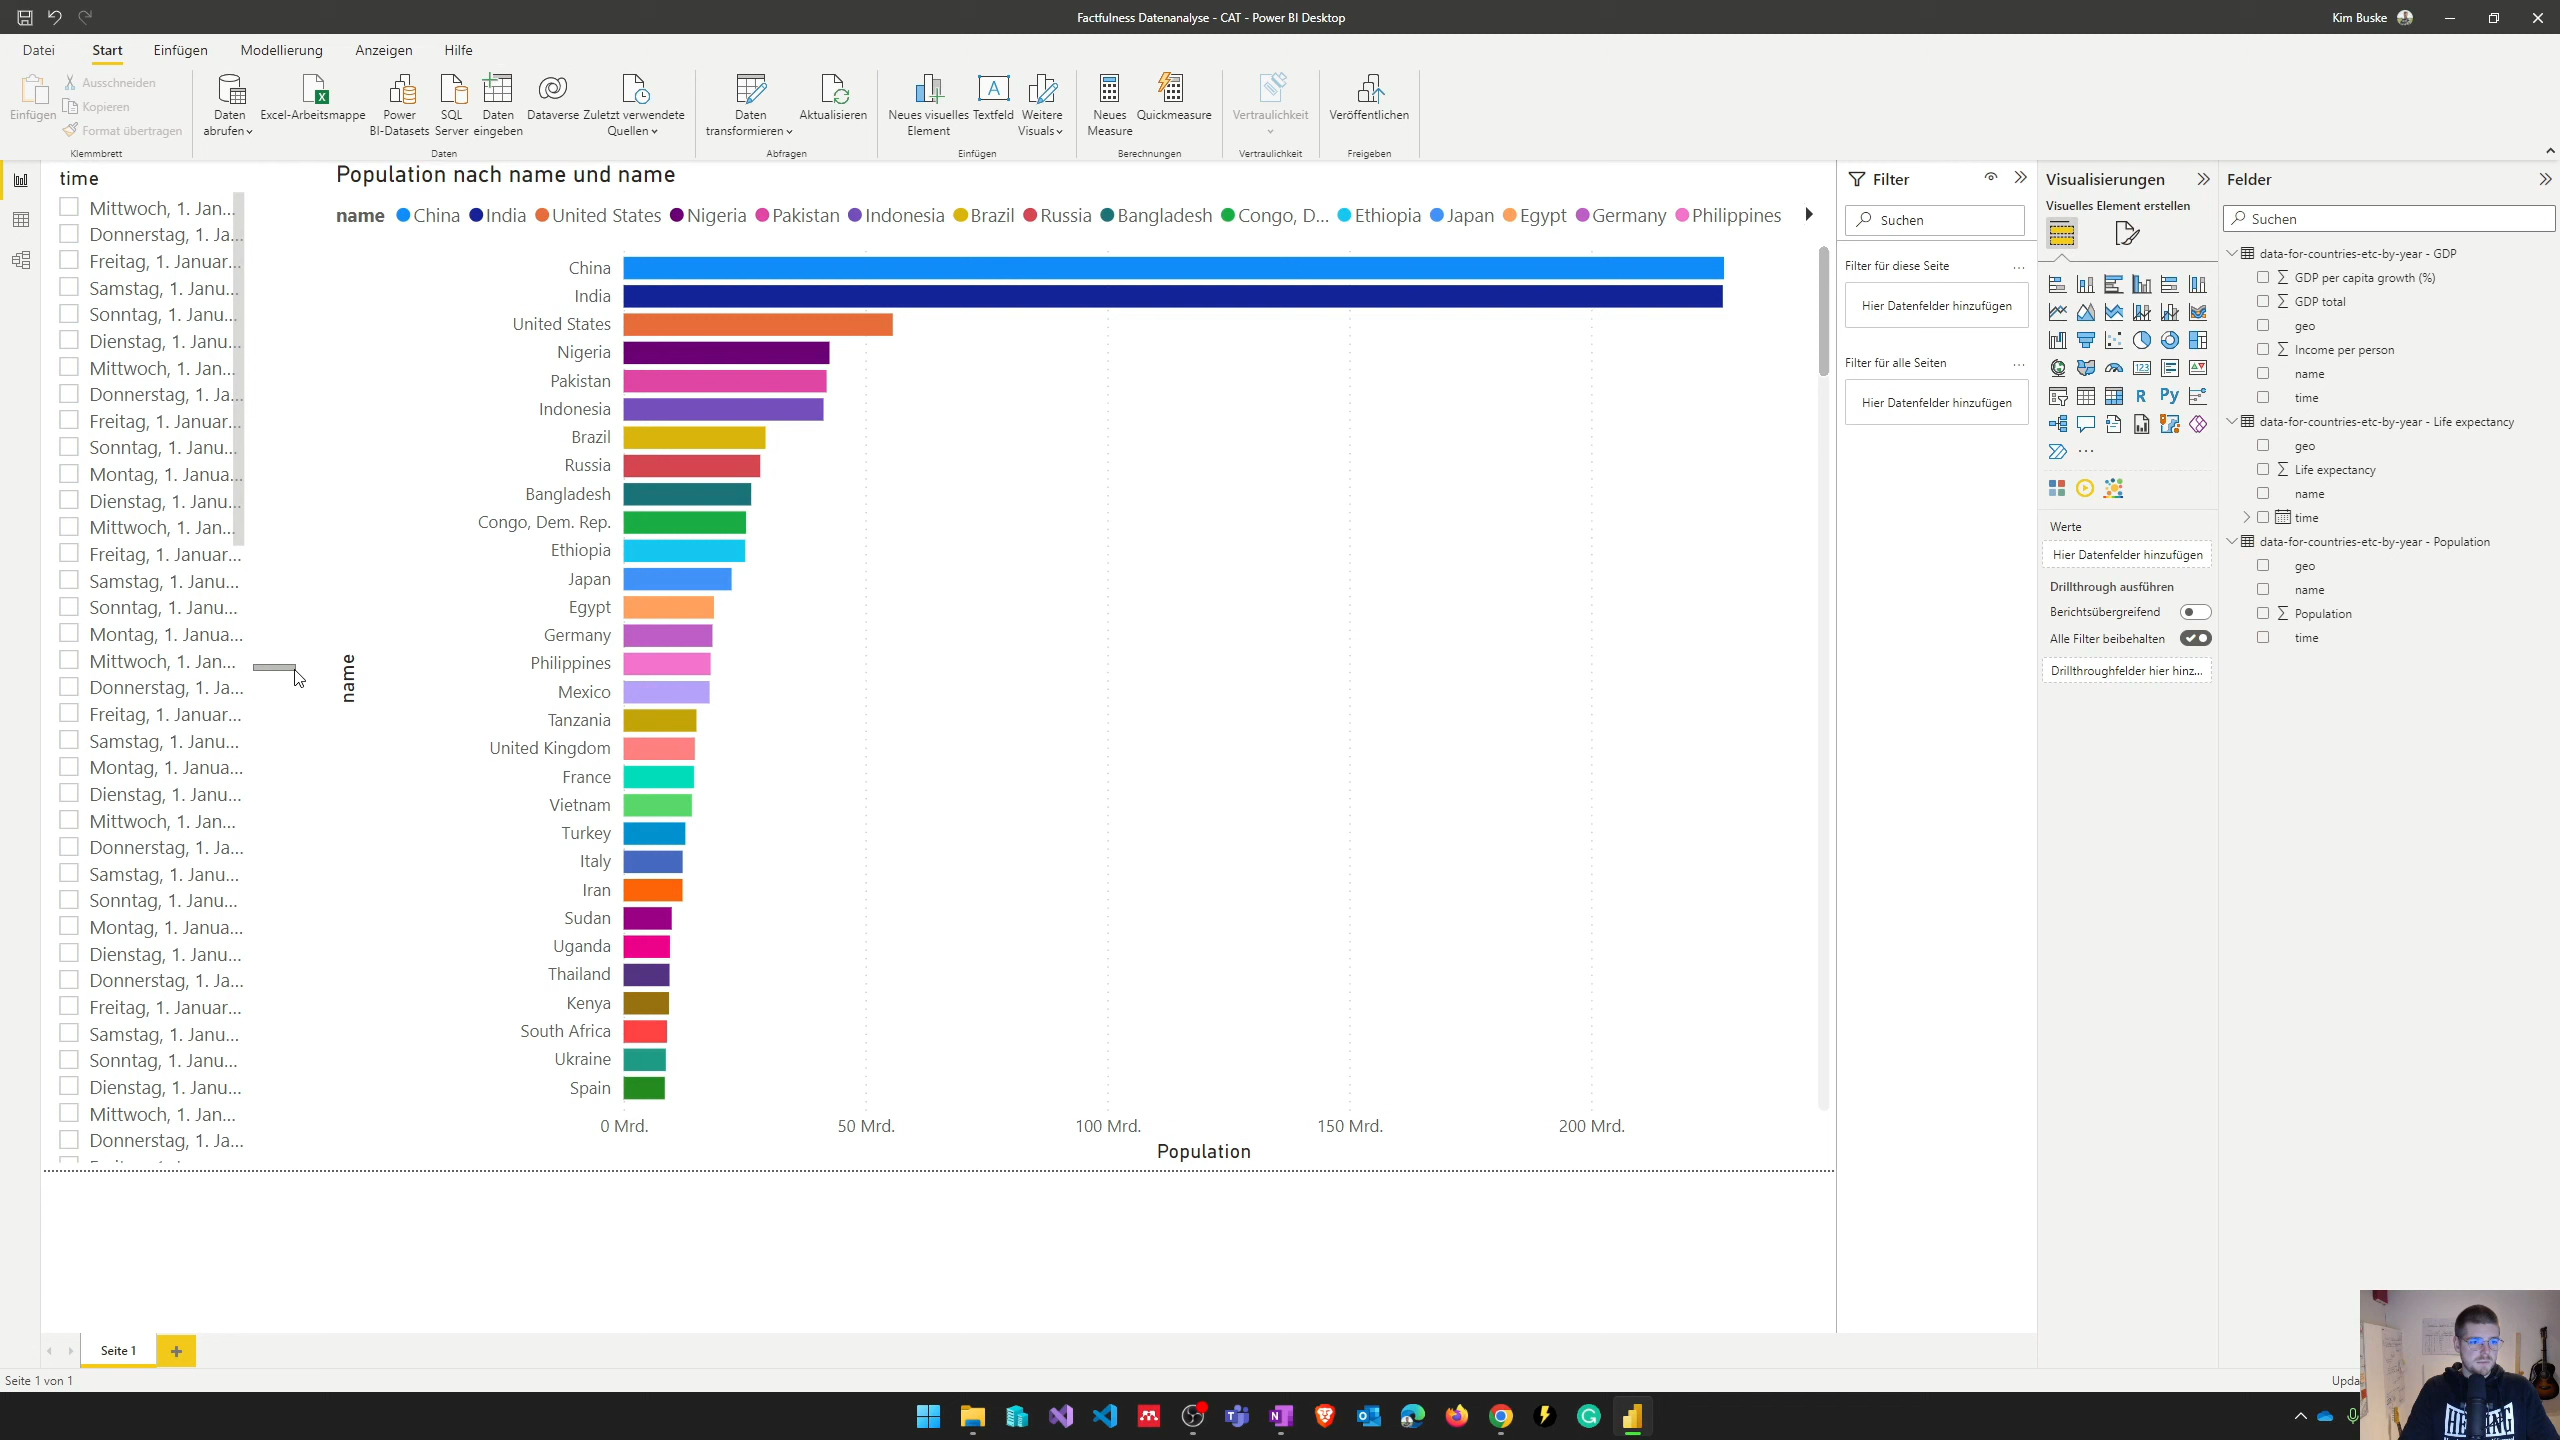 Factfulness Datenanalyse - CAT - Power BI Desktop
Kim Buske
Datei
Start
Einfügen
Modellierung
Anzeigen
Hilfe
Einfügen
Ausschneiden
Kopieren
Format übertragen
Klemmbrett
Daten
abrufen
Excel-Arbeitsmappe
Power
BI-Datasets
SQL
Server
Daten
eingeben
Dataverse
Zuletzt verwendete
Quellen
Daten
Daten
transformieren
Aktualisieren
Abfragen
Neues visuelles
Element
Textfeld
Weitere
Visuals
Einfügen
Neues
Measure
Quickmeasure
Berechnungen
Vertraulichkeit
Vertraulichkeit
Veröffentlichen
Freigeben
time
Mittwoch, 1. Jan...
Donnerstag, 1. Ja...
Freitag, 1. Januar...
Samstag, 1. Janu...
Sonntag, 1. Janu...
Dienstag, 1. Janu...
Mittwoch, 1. Jan...
Donnerstag, 1. Ja...
Freitag, 1. Januar...
Sonntag, 1. Janu...
Montag, 1. Janua...
Dienstag, 1. Janu...
Mittwoch, 1. Jan...
Freitag, 1. Januar...
Samstag, 1. Janu...
Sonntag, 1. Janu...
Montag, 1. Janua...
Mittwoch, 1. Jan...
Donnerstag, 1. Ja...
Freitag, 1. Januar...
Samstag, 1. Janu...
Montag, 1. Janua...
Dienstag, 1. Janu...
Mittwoch, 1. Jan...
Donnerstag, 1. Ja...
Samstag, 1. Janu...
Sonntag, 1. Janu...
Montag, 1. Janua...
Dienstag, 1. Janu...
Donnerstag, 1. Ja...
Freitag, 1. Januar...
Samstag, 1. Janu...
Sonntag, 1. Janu...
Dienstag, 1. Janu...
Mittwoch, 1. Jan...
Donnerstag, 1. Ja...
Population nach name und name
name China India United States Nigeria Pakistan Indonesia Brazil Russia Bangladesh Congo, D... Ethiopia Japan Egypt Germany Philippines
name
China
India
United States
Nigeria
Pakistan
Indonesia
Brazil
Russia
Bangladesh
Congo, Dem. Rep.
Ethiopia
Japan
Egypt
Germany
Philippines
Mexico
Tanzania
United Kingdom
France
Vietnam
Turkey
Italy
Iran
Sudan
Uganda
Thailand
Kenya
South Africa
Ukraine
Spain
0 Mrd. 50 Mrd. 100 Mrd. 150 Mrd. 200 Mrd.
Population
Filter
Suchen
Filter für diese Seite ...
Hier Datenfelder hinzufügen
Filter für alle Seiten ...
Hier Datenfelder hinzufügen
Visualisierungen
Visuelles Element erstellen
123
R
Py
...
Werte
Hier Datenfelder hinzufügen
Drillthrough ausführen
Berichtsübergreifend
Alle Filter beibehalten
Drillthroughfelder hier hinz...
Felder
Suchen
data-for-countries-etc-by-year - GDP
∑ GDP per capita growth (%)
∑ GDP total
geo
∑ Income per person
name
time
data-for-countries-etc-by-year - Life expectancy
geo
∑ Life expectancy
name
time
data-for-countries-etc-by-year - Population
geo
name
∑ Population
time
Seite 1
Seite 1 von 1
Upda